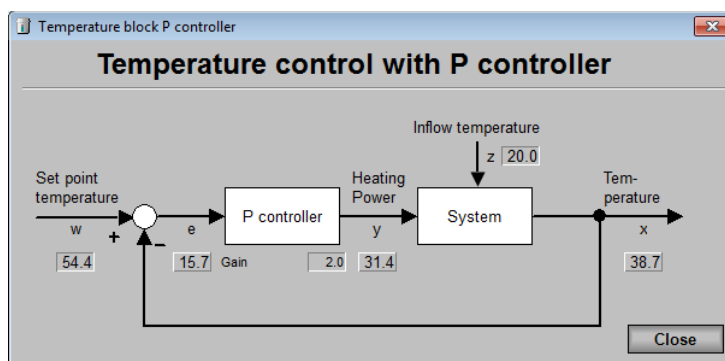 Temperature block P controller
Temperature control with P controller
Inflow temperature
z 20.0
Set point
temperature
Heating
Power
Tem-
perature
P controller
System
w + e y x
−
54.4 15.7 Gain 2.0 31.4 38.7
Close